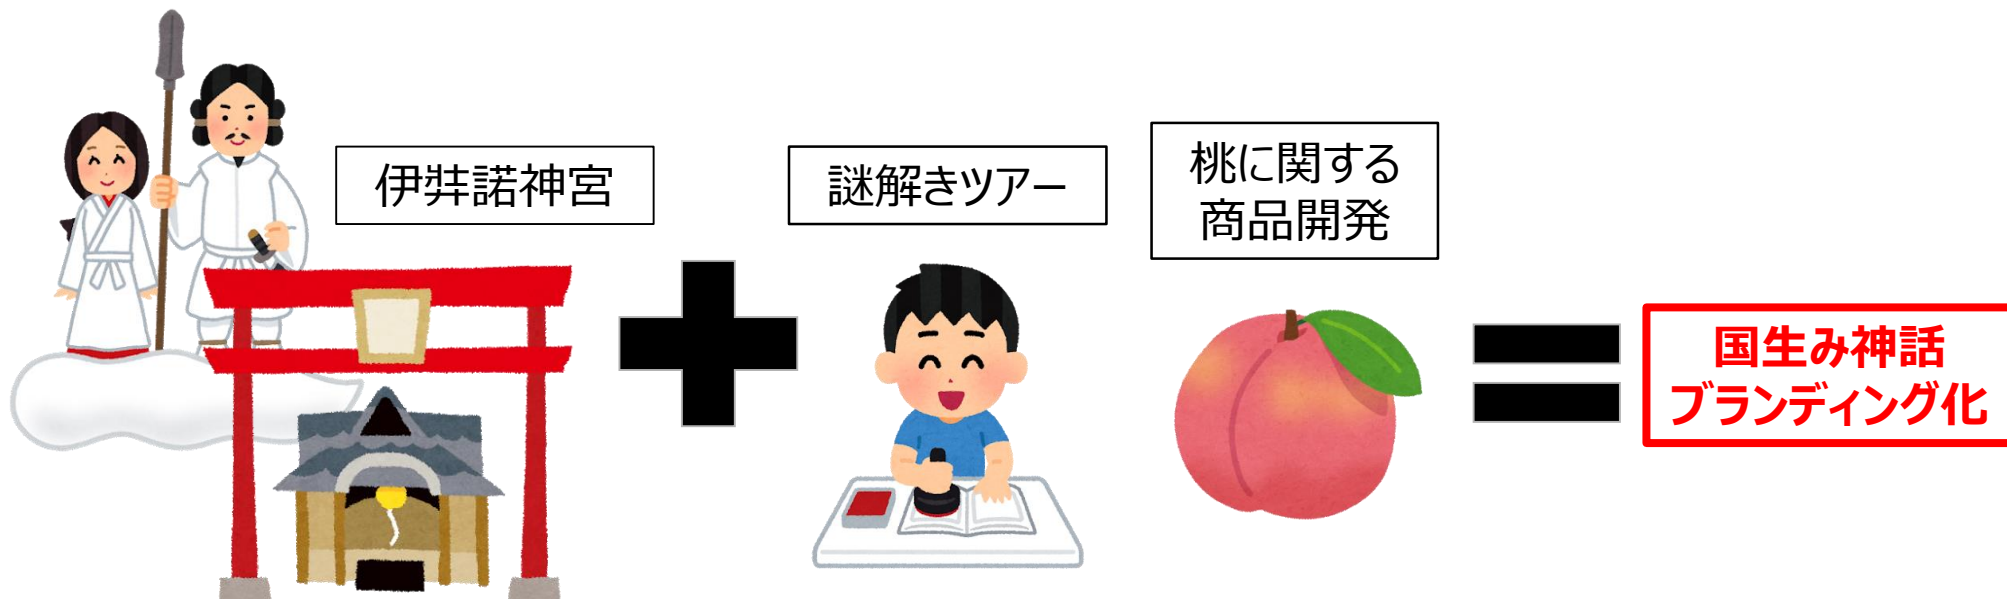 伊弉諾神宮
謎解きツアー
桃に関する
商品開発
国生み神話
ブランディング化